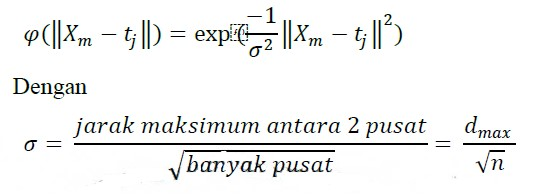 φ(‖X_m − t_j‖) = exp(−1/σ² ‖X_m − t_j‖²)
Dengan
σ = jarak maksimum antara 2 pusat / √banyak pusat = d_max / √n